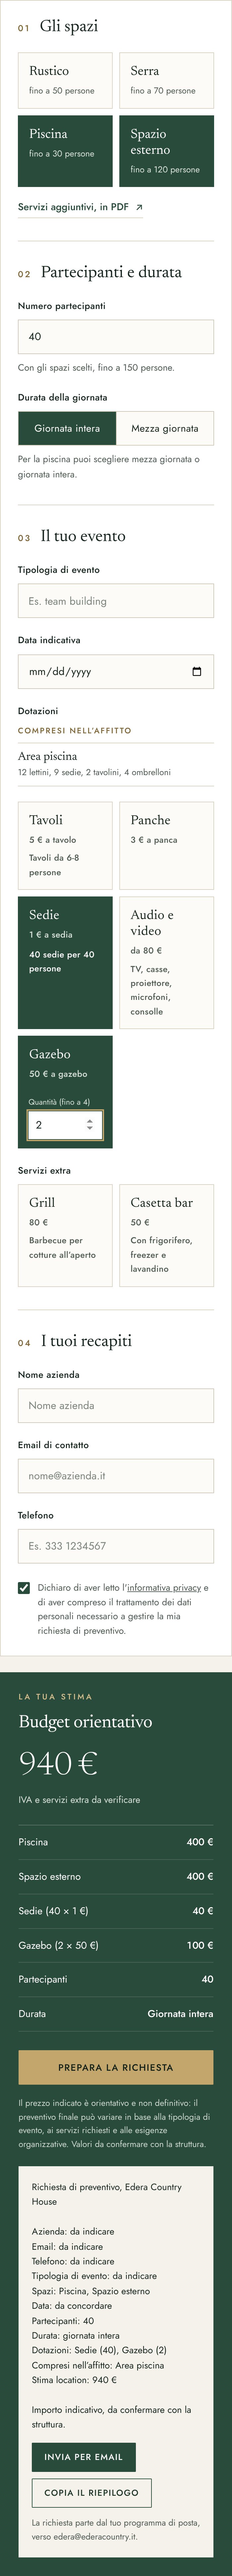 01 Gli spazi
Rustico
fino a 50 persone
Serra
fino a 70 persone
Piscina
fino a 30 persone
Spazio
esterno
fino a 120 persone
Servizi aggiuntivi, in PDF ↗
02 Partecipanti e durata
Numero partecipanti
40
Con gli spazi scelti, fino a 150 persone.
Durata della giornata
Giornata intera
Mezza giornata
Per la piscina puoi scegliere mezza giornata o
giornata intera.
03 Il tuo evento
Tipologia di evento
Es. team building
Data indicativa
mm/dd/yyyy
Dotazioni
COMPRESI NELL'AFFITTO
Area piscina
12 lettini, 9 sedie, 2 tavolini, 4 ombrelloni
Tavoli
5 € a tavolo
Tavoli da 6-8
persone
Panche
3 € a panca
Sedie
1 € a sedia
40 sedie per 40
persone
Audio e
video
da 80 €
TV, casse,
proiettore,
microfoni,
consolle
Gazebo
50 € a gazebo
Quantità (fino a 4)
2
Servizi extra
Grill
80 €
Barbecue per
cotture all'aperto
Casetta bar
50 €
Con frigorifero,
freezer e
lavandino
04 I tuoi recapiti
Nome azienda
Nome azienda
Email di contatto
nome@azienda.it
Telefono
Es. 333 1234567
Dichiaro di aver letto l'informativa privacy e
di aver compreso il trattamento dei dati
personali necessario a gestire la mia
richiesta di preventivo.
LA TUA STIMA
Budget orientativo
940 €
IVA e servizi extra da verificare
Piscina 400 €
Spazio esterno 400 €
Sedie (40 × 1 €) 40 €
Gazebo (2 × 50 €) 100 €
Partecipanti 40
Durata Giornata intera
PREPARA LA RICHIESTA
Il prezzo indicato è orientativo e non definitivo: il
preventivo finale può variare in base alla tipologia di
evento, ai servizi richiesti e alle esigenze
organizzative. Valori da confermare con la struttura.
Richiesta di preventivo, Edera Country
House
Azienda: da indicare
Email: da indicare
Telefono: da indicare
Tipologia di evento: da indicare
Spazi: Piscina, Spazio esterno
Data: da concordare
Partecipanti: 40
Durata: giornata intera
Dotazioni: Sedie (40), Gazebo (2)
Compresi nell'affitto: Area piscina
Stima location: 940 €
Importo indicativo, da confermare con la
struttura.
INVIA PER EMAIL
COPIA IL RIEPILOGO
La richiesta parte dal tuo programma di posta,
verso edera@ederacountry.it.